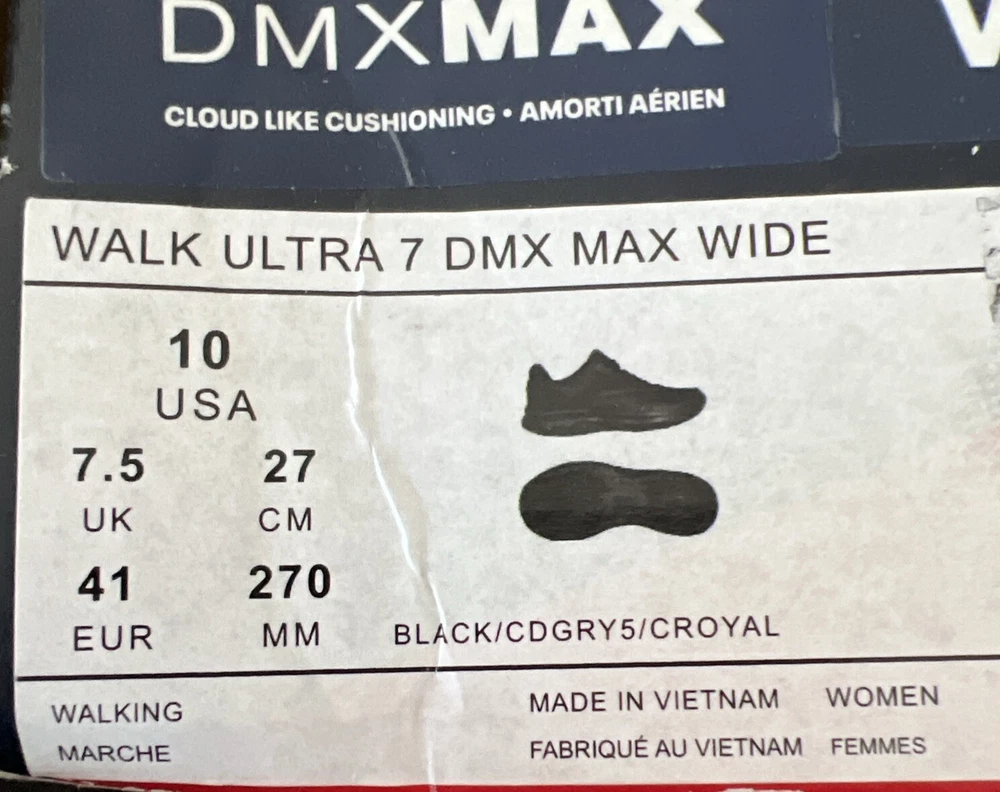 DMXMAX
CLOUD LIKE CUSHIONING • AMORTI AÉRIEN
WALK ULTRA 7 DMX MAX WIDE
10
USA
7.5 27
UK CM
41 270
EUR MM
BLACK/CDGRY5/CROYAL
WALKING MADE IN VIETNAM WOMEN
MARCHE FABRIQUÉ AU VIETNAM FEMMES